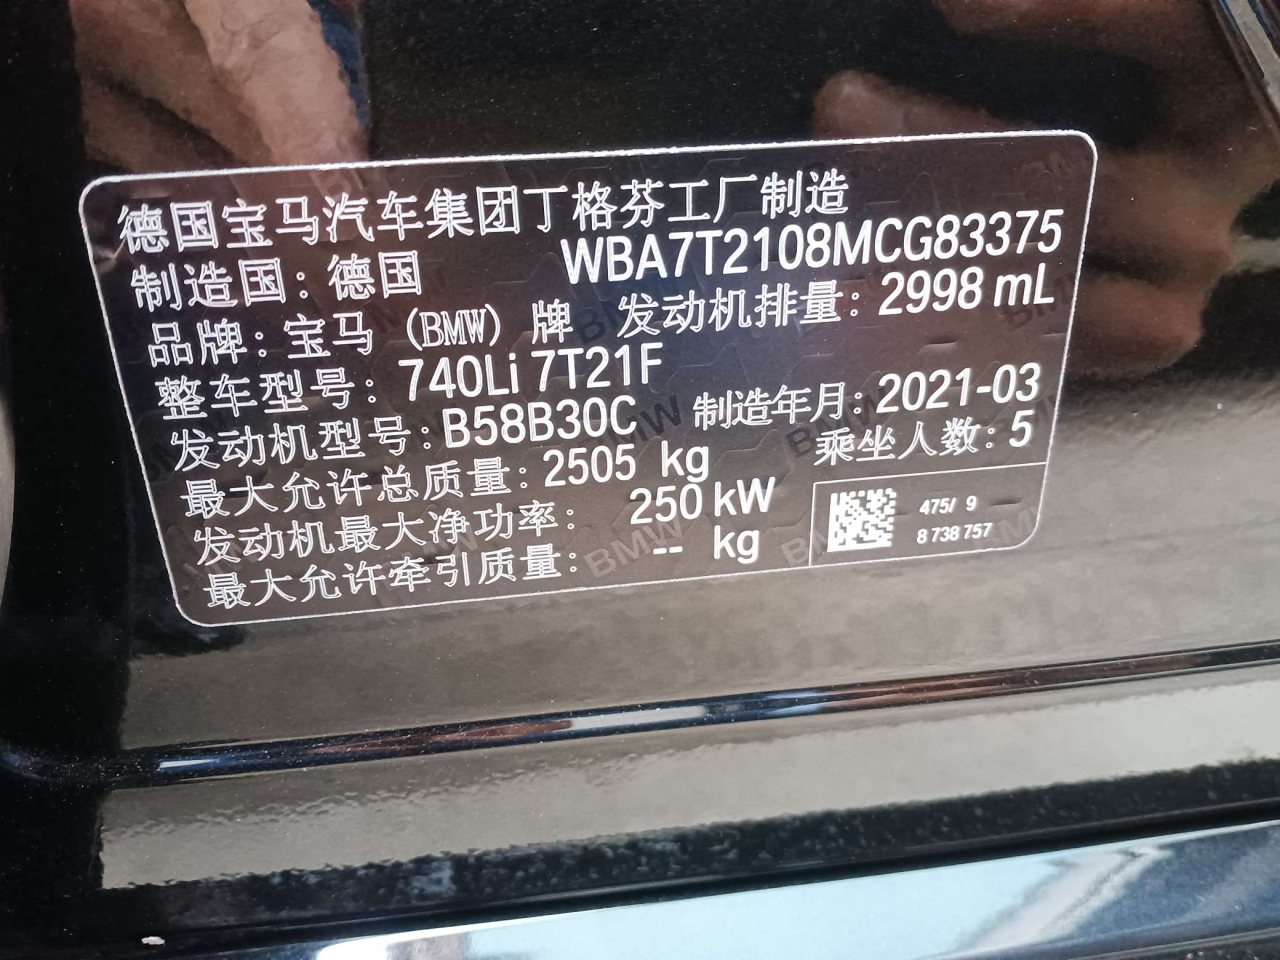 德国宝马汽车集团丁格芬工厂制造
制造国：德国 WBA7T2108MCG83375
品牌：宝马 (BMW) 牌 发动机排量：2998 mL
整车型号：740Li 7T21F
发动机型号：B58B30C 制造年月：2021-03
最大允许总质量：2505 kg 乘坐人数：5
发动机最大净功率： 250 kW
最大允许牵引质量： -- kg
475/ 9
8 738 757